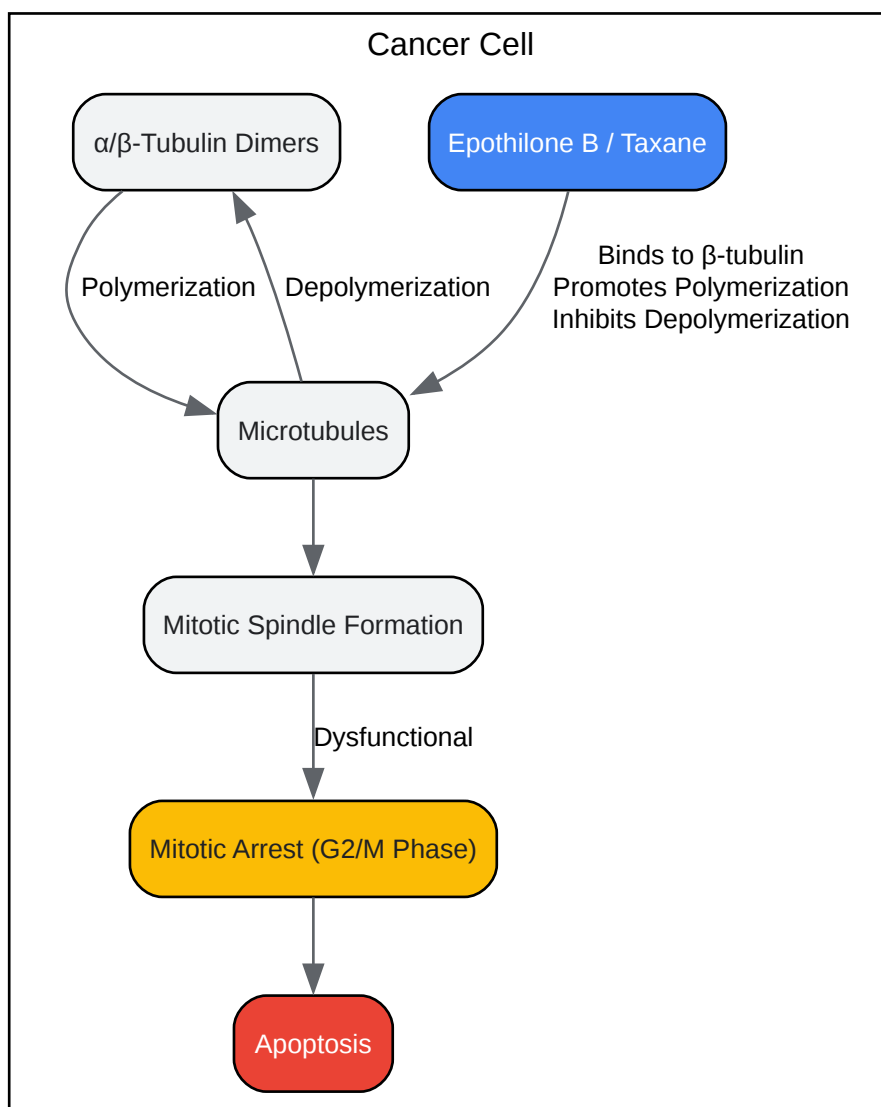 Cancer Cell
α/β-Tubulin Dimers
Epothilone B / Taxane
Polymerization
Depolymerization
Binds to β-tubulin
Promotes Polymerization
Inhibits Depolymerization
Microtubules
Mitotic Spindle Formation
Dysfunctional
Mitotic Arrest (G2/M Phase)
Apoptosis